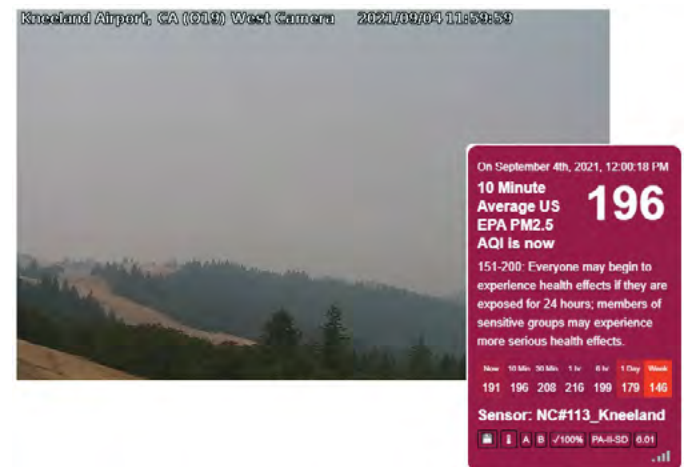 Kneeland Airport, CA (O19) West Camera 2021/09/04 11:59:59
On September 4th, 2021, 12:00:18 PM
10 Minute
Average US
EPA PM2.5
AQI is now
196
151-200: Everyone may begin to
experience health effects if they are
exposed for 24 hours; members of
sensitive groups may experience
more serious health effects.
Now 10 Min 30 Min 1 hr 6 hr 1 Day Week
191 196 208 216 199 179 146
Sensor: NC#113_Kneeland
A B √100% PA-II-SD 6.01